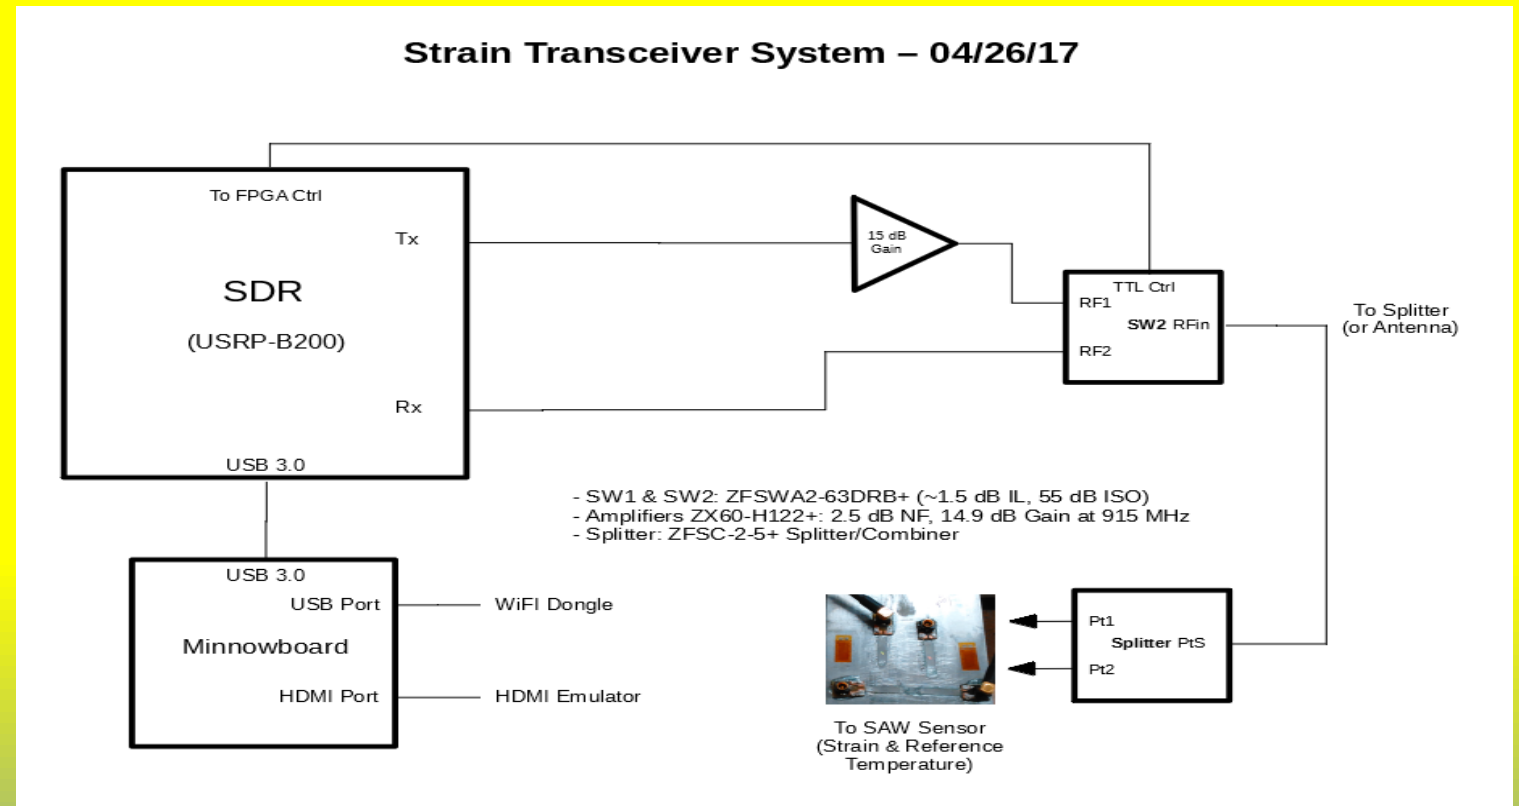 Strain Transceiver System – 04/26/17
To FPGA Ctrl
Tx
SDR
(USRP-B200)
Rx
USB 3.0
15 dB
Gain
TTL Ctrl
RF1
SW2 RFin
RF2
To Splitter
(or Antenna)
- SW1 & SW2: ZFSWA2-63DRB+ (~1.5 dB IL, 55 dB ISO)
- Amplifiers ZX60-H122+: 2.5 dB NF, 14.9 dB Gain at 915 MHz
- Splitter: ZFSC-2-5+ Splitter/Combiner
USB 3.0
USB Port
WiFI Dongle
Minnowboard
HDMI Port
HDMI Emulator
Pt1
Splitter PtS
Pt2
To SAW Sensor
(Strain & Reference
Temperature)